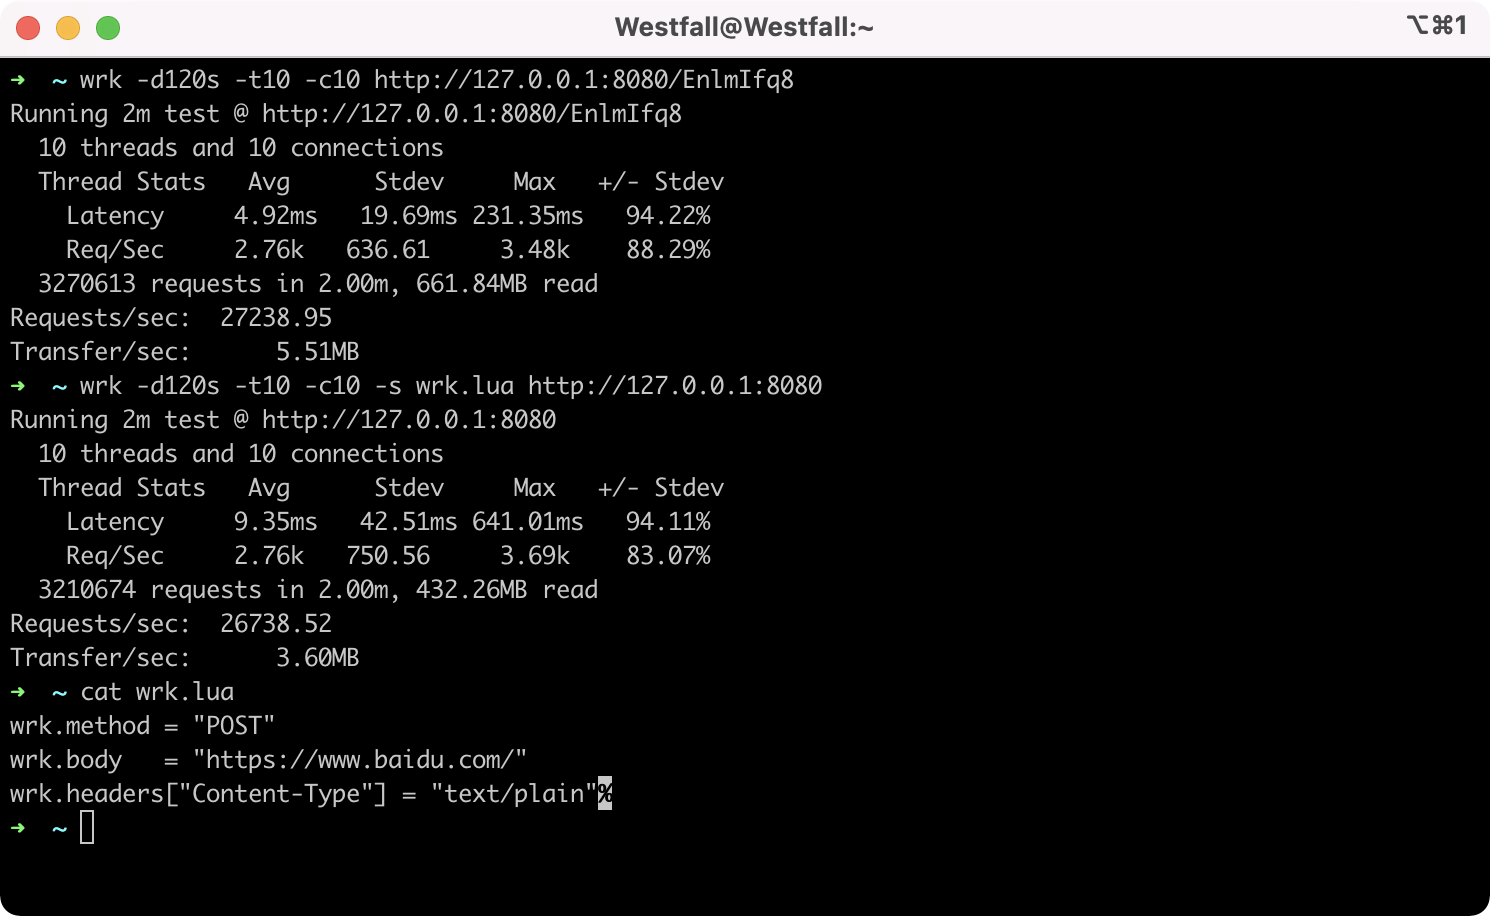 Westfall@Westfall:~ ⌥⌘1
➜  ~ wrk -d120s -t10 -c10 http://127.0.0.1:8080/EnlmIfq8
Running 2m test @ http://127.0.0.1:8080/EnlmIfq8
  10 threads and 10 connections
  Thread Stats   Avg      Stdev     Max   +/- Stdev
    Latency     4.92ms   19.69ms 231.35ms   94.22%
    Req/Sec     2.76k   636.61     3.48k    88.29%
  3270613 requests in 2.00m, 661.84MB read
Requests/sec:  27238.95
Transfer/sec:      5.51MB
➜  ~ wrk -d120s -t10 -c10 -s wrk.lua http://127.0.0.1:8080
Running 2m test @ http://127.0.0.1:8080
  10 threads and 10 connections
  Thread Stats   Avg      Stdev     Max   +/- Stdev
    Latency     9.35ms   42.51ms 641.01ms   94.11%
    Req/Sec     2.76k   750.56     3.69k    83.07%
  3210674 requests in 2.00m, 432.26MB read
Requests/sec:  26738.52
Transfer/sec:      3.60MB
➜  ~ cat wrk.lua
wrk.method = "POST"
wrk.body   = "https://www.baidu.com/"
wrk.headers["Content-Type"] = "text/plain"%
➜  ~